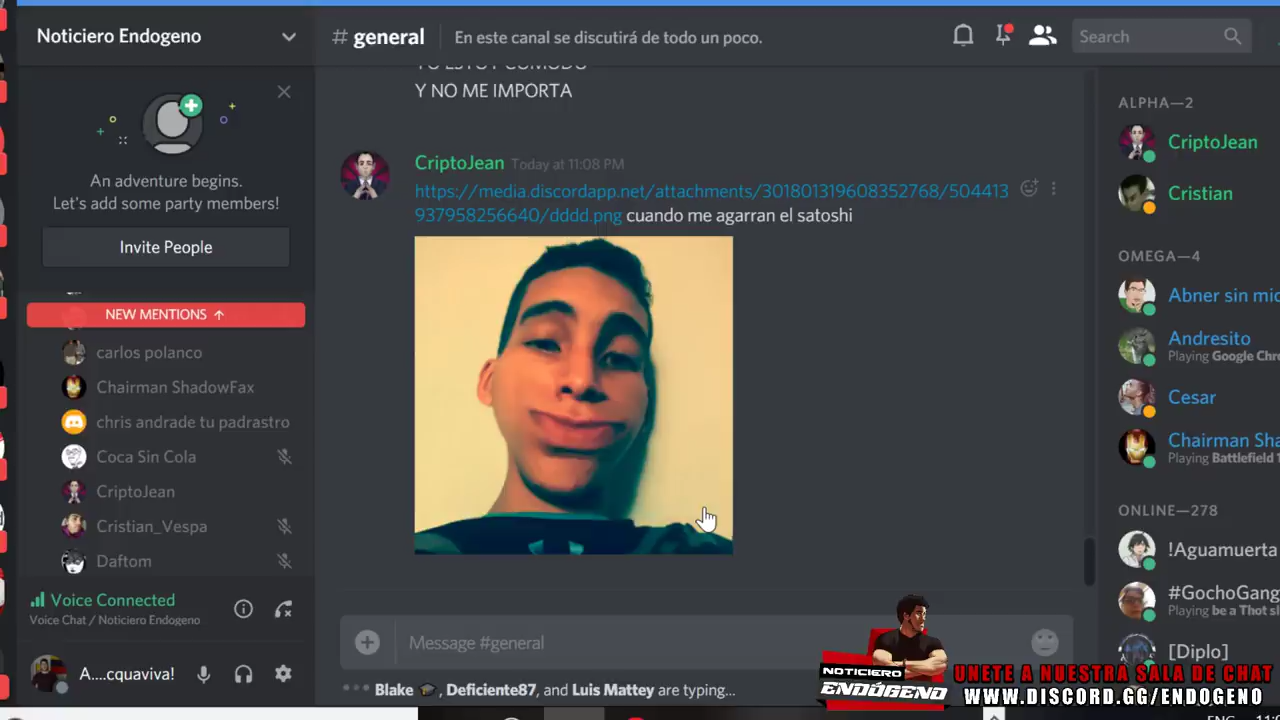 Noticiero Endogeno
# general
En este canal se discutirá de todo un poco.
Search
An adventure begins.
Let's add some party members!
Invite People
NEW MENTIONS ↑
carlos polanco
Chairman ShadowFax
chris andrade tu padrastro
Coca Sin Cola
CriptoJean
Cristian_Vespa
Daftom
Voice Connected
Voice Chat / Noticiero Endogeno
A....cquaviva!
YO ESTOY COMODO
Y NO ME IMPORTA
CriptoJean Today at 11:08 PM
https://media.discordapp.net/attachments/301801319608352768/504413
937958256640/dddd.png cuando me agarran el satoshi
Message #general
Blake, Deficiente87, and Luis Mattey are typing...
ALPHA—2
CriptoJean
Cristian
OMEGA—4
Abner sin mic
Andresito
Playing Google Chr
Cesar
Chairman Sha
Playing Battlefield 1
ONLINE—278
!Aguamuerta
#GochoGang
Playing be a Thot sl
[Diplo]
NOTICIERO
ENDÓGENO
UNETE A NUESTRA SALA DE CHAT
WWW.DISCORD.GG/ENDOGENO